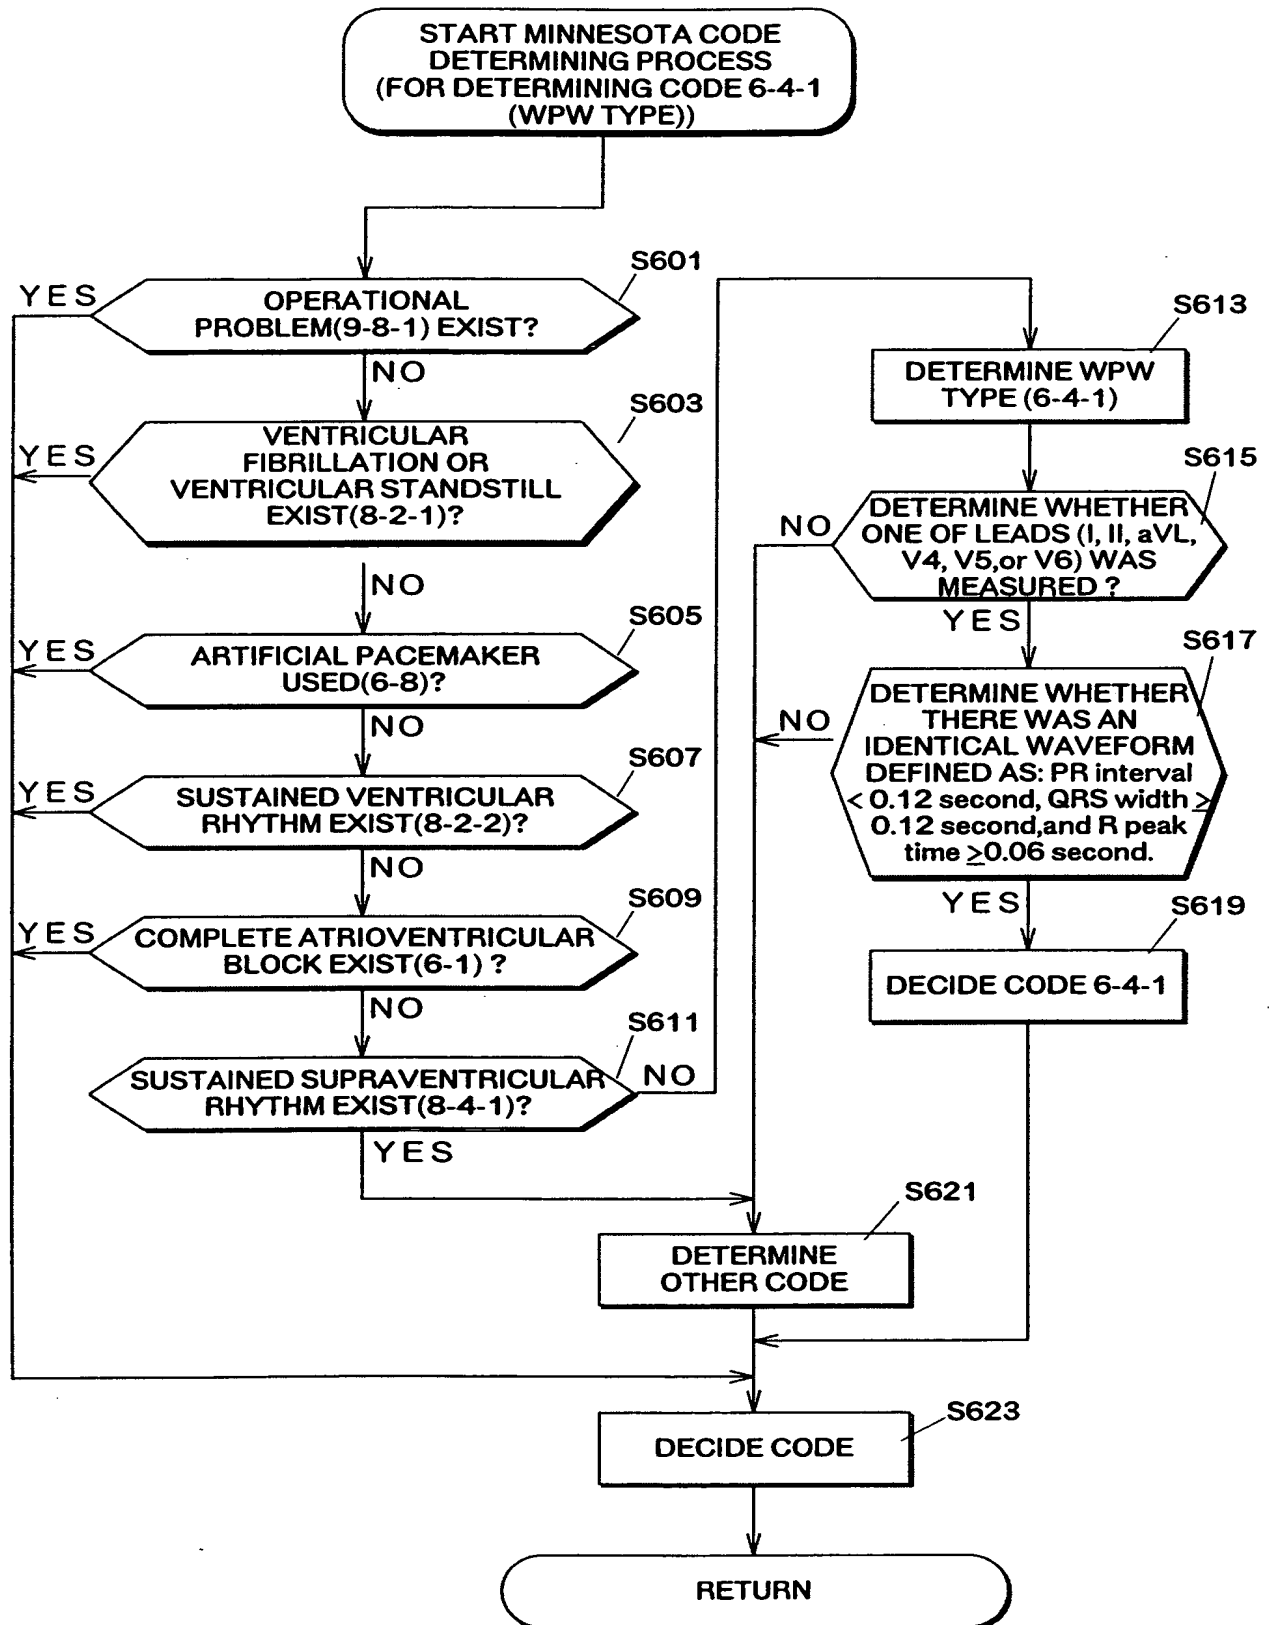 START MINNESOTA CODE
DETERMINING PROCESS
(FOR DETERMINING CODE 6-4-1
(WPW TYPE))
S601
YES
OPERATIONAL
PROBLEM(9-8-1) EXIST?
NO
S603
YES
VENTRICULAR
FIBRILLATION OR
VENTRICULAR STANDSTILL
EXIST(8-2-1)?
NO
S605
YES
ARTIFICIAL PACEMAKER
USED(6-8)?
NO
S607
YES
SUSTAINED VENTRICULAR
RHYTHM EXIST(8-2-2)?
NO
S609
YES
COMPLETE ATRIOVENTRICULAR
BLOCK EXIST(6-1) ?
NO
S611
SUSTAINED SUPRAVENTRICULAR
RHYTHM EXIST(8-4-1)?
NO
YES
S613
DETERMINE WPW
TYPE (6-4-1)
S615
NO
DETERMINE WHETHER
ONE OF LEADS (I, II, aVL,
V4, V5,or V6) WAS
MEASURED ?
YES
S617
NO
DETERMINE WHETHER
THERE WAS AN
IDENTICAL WAVEFORM
DEFINED AS: PR interval
< 0.12 second, QRS width ≥
0.12 second,and R peak
time ≥0.06 second.
YES
S619
DECIDE CODE 6-4-1
S621
DETERMINE
OTHER CODE
S623
DECIDE CODE
RETURN